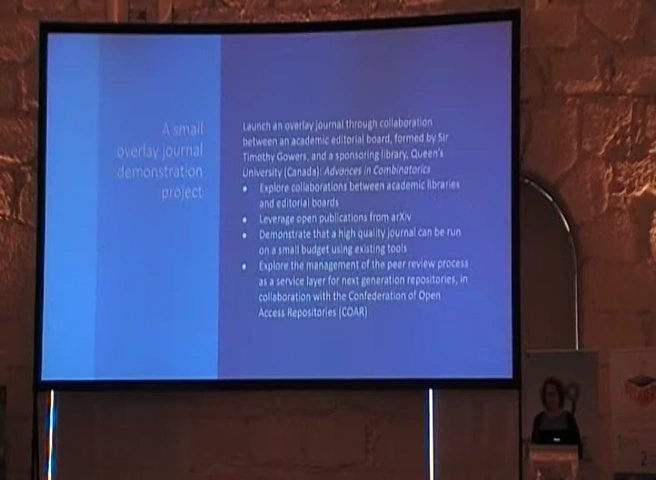 A small
overlay journal
demonstration
project
Launch an overlay journal through collaboration
between an academic editorial board, formed by Sir
Timothy Gowers, and a sponsoring library, Queen's
University (Canada): Advances in Combinatorics
• Explore collaborations between academic libraries
and editorial boards
• Leverage open publications from arXiv
• Demonstrate that a high quality journal can be run
on a small budget using existing tools
• Explore the management of the peer review process
as a service layer for next generation repositories, in
collaboration with the Confederation of Open
Access Repositories (COAR)